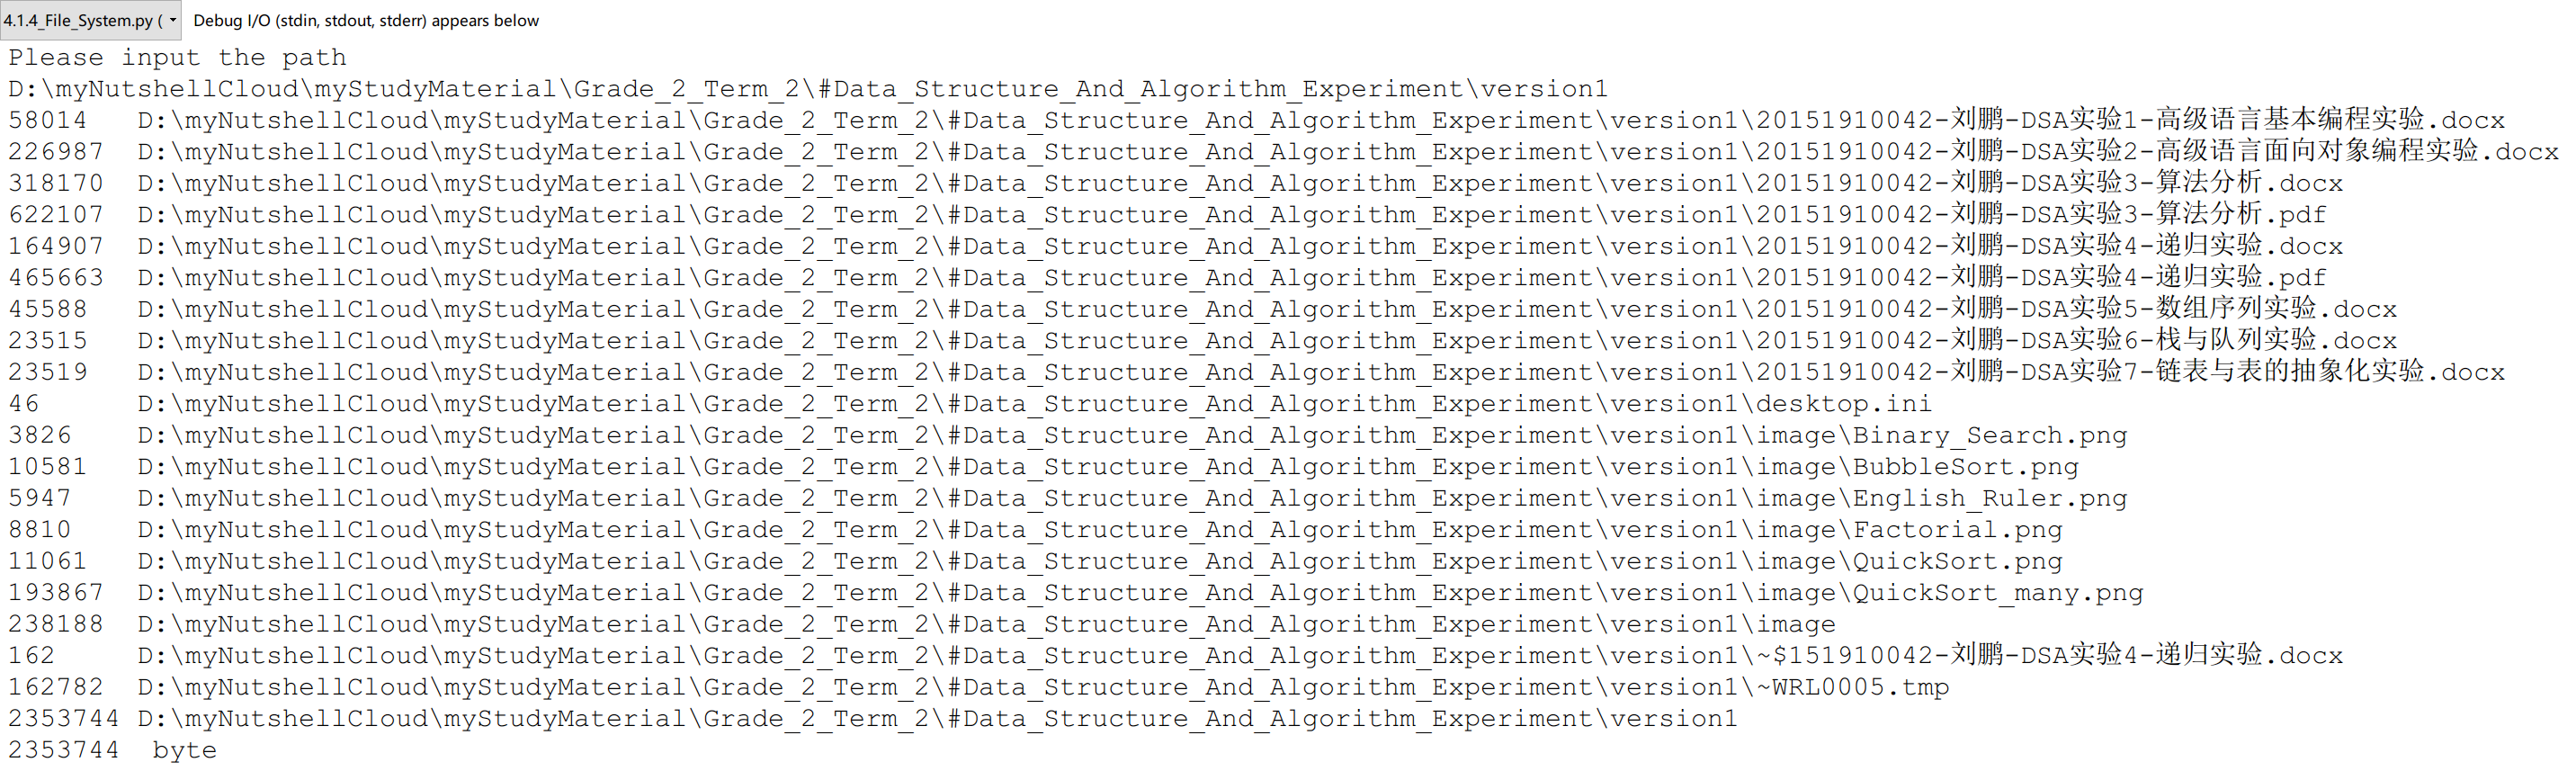 4.1.4_File_System.py ( Debug I/O (stdin, stdout, stderr) appears below
Please input the path
D:\myNutshellCloud\myStudyMaterial\Grade_2_Term_2\#Data_Structure_And_Algorithm_Experiment\version1
58014 D:\myNutshellCloud\myStudyMaterial\Grade_2_Term_2\#Data_Structure_And_Algorithm_Experiment\version1\20151910042-刘鹏-DSA实验1-高级语言基本编程实验.docx
226987 D:\myNutshellCloud\myStudyMaterial\Grade_2_Term_2\#Data_Structure_And_Algorithm_Experiment\version1\20151910042-刘鹏-DSA实验2-高级语言面向对象编程实验.docx
318170 D:\myNutshellCloud\myStudyMaterial\Grade_2_Term_2\#Data_Structure_And_Algorithm_Experiment\version1\20151910042-刘鹏-DSA实验3-算法分析.docx
622107 D:\myNutshellCloud\myStudyMaterial\Grade_2_Term_2\#Data_Structure_And_Algorithm_Experiment\version1\20151910042-刘鹏-DSA实验3-算法分析.pdf
164907 D:\myNutshellCloud\myStudyMaterial\Grade_2_Term_2\#Data_Structure_And_Algorithm_Experiment\version1\20151910042-刘鹏-DSA实验4-递归实验.docx
465663 D:\myNutshellCloud\myStudyMaterial\Grade_2_Term_2\#Data_Structure_And_Algorithm_Experiment\version1\20151910042-刘鹏-DSA实验4-递归实验.pdf
45588 D:\myNutshellCloud\myStudyMaterial\Grade_2_Term_2\#Data_Structure_And_Algorithm_Experiment\version1\20151910042-刘鹏-DSA实验5-数组序列实验.docx
23515 D:\myNutshellCloud\myStudyMaterial\Grade_2_Term_2\#Data_Structure_And_Algorithm_Experiment\version1\20151910042-刘鹏-DSA实验6-栈与队列实验.docx
23519 D:\myNutshellCloud\myStudyMaterial\Grade_2_Term_2\#Data_Structure_And_Algorithm_Experiment\version1\20151910042-刘鹏-DSA实验7-链表与表的抽象化实验.docx
46 D:\myNutshellCloud\myStudyMaterial\Grade_2_Term_2\#Data_Structure_And_Algorithm_Experiment\version1\desktop.ini
3826 D:\myNutshellCloud\myStudyMaterial\Grade_2_Term_2\#Data_Structure_And_Algorithm_Experiment\version1\image\Binary_Search.png
10581 D:\myNutshellCloud\myStudyMaterial\Grade_2_Term_2\#Data_Structure_And_Algorithm_Experiment\version1\image\BubbleSort.png
5947 D:\myNutshellCloud\myStudyMaterial\Grade_2_Term_2\#Data_Structure_And_Algorithm_Experiment\version1\image\English_Ruler.png
8810 D:\myNutshellCloud\myStudyMaterial\Grade_2_Term_2\#Data_Structure_And_Algorithm_Experiment\version1\image\Factorial.png
11061 D:\myNutshellCloud\myStudyMaterial\Grade_2_Term_2\#Data_Structure_And_Algorithm_Experiment\version1\image\QuickSort.png
193867 D:\myNutshellCloud\myStudyMaterial\Grade_2_Term_2\#Data_Structure_And_Algorithm_Experiment\version1\image\QuickSort_many.png
238188 D:\myNutshellCloud\myStudyMaterial\Grade_2_Term_2\#Data_Structure_And_Algorithm_Experiment\version1\image
162 D:\myNutshellCloud\myStudyMaterial\Grade_2_Term_2\#Data_Structure_And_Algorithm_Experiment\version1\~$151910042-刘鹏-DSA实验4-递归实验.docx
162782 D:\myNutshellCloud\myStudyMaterial\Grade_2_Term_2\#Data_Structure_And_Algorithm_Experiment\version1\~WRL0005.tmp
2353744 D:\myNutshellCloud\myStudyMaterial\Grade_2_Term_2\#Data_Structure_And_Algorithm_Experiment\version1
2353744 byte